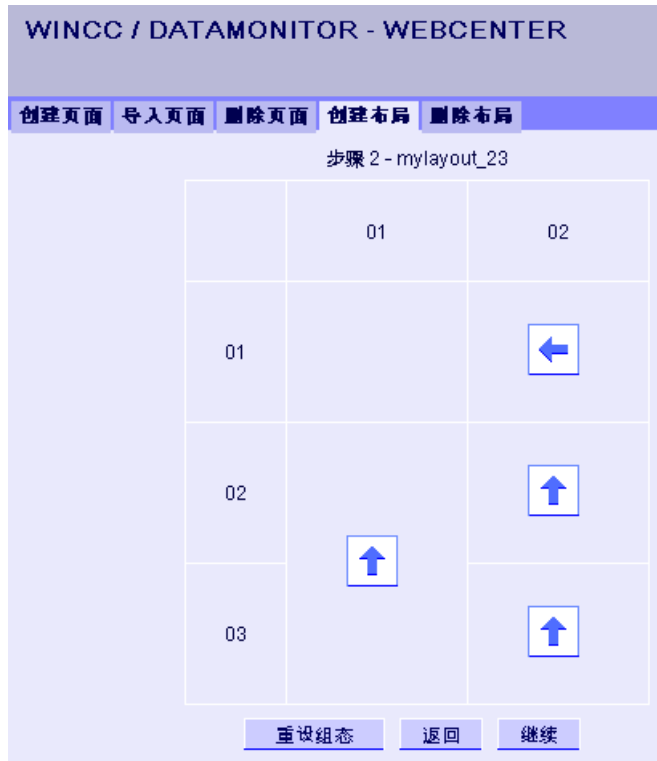 WINCC / DATAMONITOR - WEBCENTER
创建页面 导入页面 删除页面 创建布局 删除布局
步骤 2 - mylayout_23
01 02
01
02
03
重设组态 返回 继续